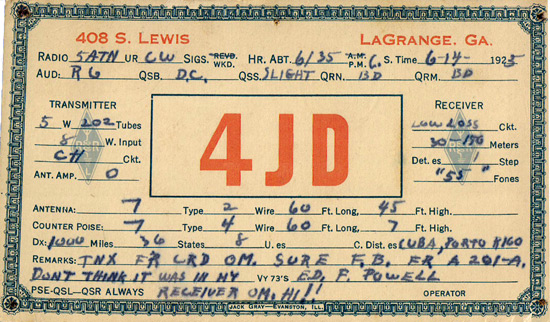 408 S. LEWIS LAGRANGE, GA.
RADIO 5ATH UR CW SIGS. REVD. WKD. HR. ABT. 6/35 A.M. P.M. C. S. TIME 6-14- 1925
AUD: R6 QSB. D.C. QSS. SLIGHT QRN. BD QRM. BD
TRANSMITTER
5 W 202 Tubes
8 W. Input
CH Ckt.
ANT. AMP. 0
4JD
RECEIVER
LOW LOSS Ckt.
30 150 Meters
Det. es 1 Step
"55" Fones
ANTENNA: 7 Type 2 Wire 60 Ft. Long, 45 Ft. High.
COUNTER POISE: 7 Type 4 Wire 60 Ft. Long, 7 Ft. High.
DX: 1000 Miles 36 States 8 U. es C. Dist. es CUBA, PORTO RICO
REMARKS: TNX FR CRD OM. SURE F.B. FR A 201-A.
DONT THINK IT WAS IN MY VY 73'S ED. F. POWELL
PSE-QSL-QSR ALWAYS RECEIVER OM, HI!! OPERATOR
JACK GRAY—EVANSTON, ILL.